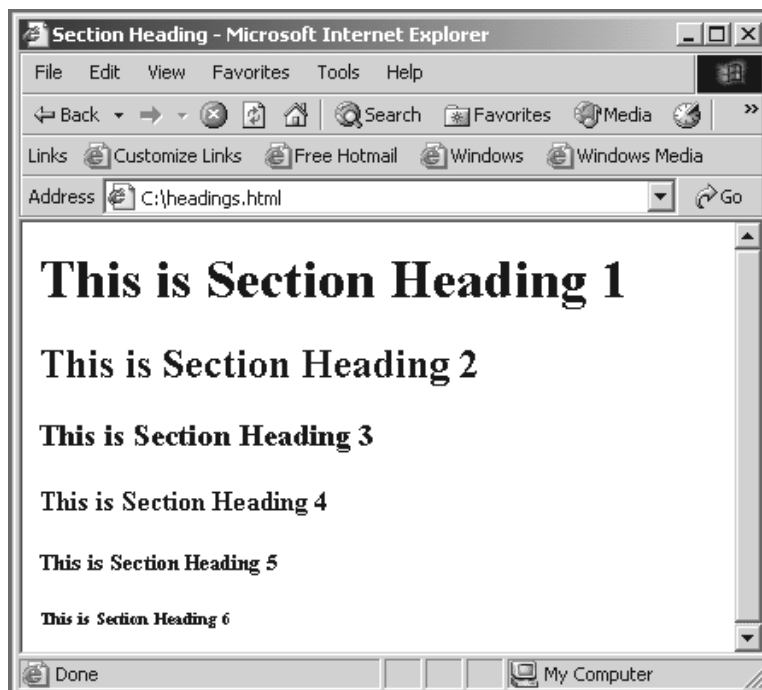 Section Heading - Microsoft Internet Explorer
File Edit View Favorites Tools Help
Back Search Favorites Media »
Links Customize Links Free Hotmail Windows Windows Media
Address C:\headings.html Go
This is Section Heading 1
This is Section Heading 2
This is Section Heading 3
This is Section Heading 4
This is Section Heading 5
This is Section Heading 6
Done My Computer